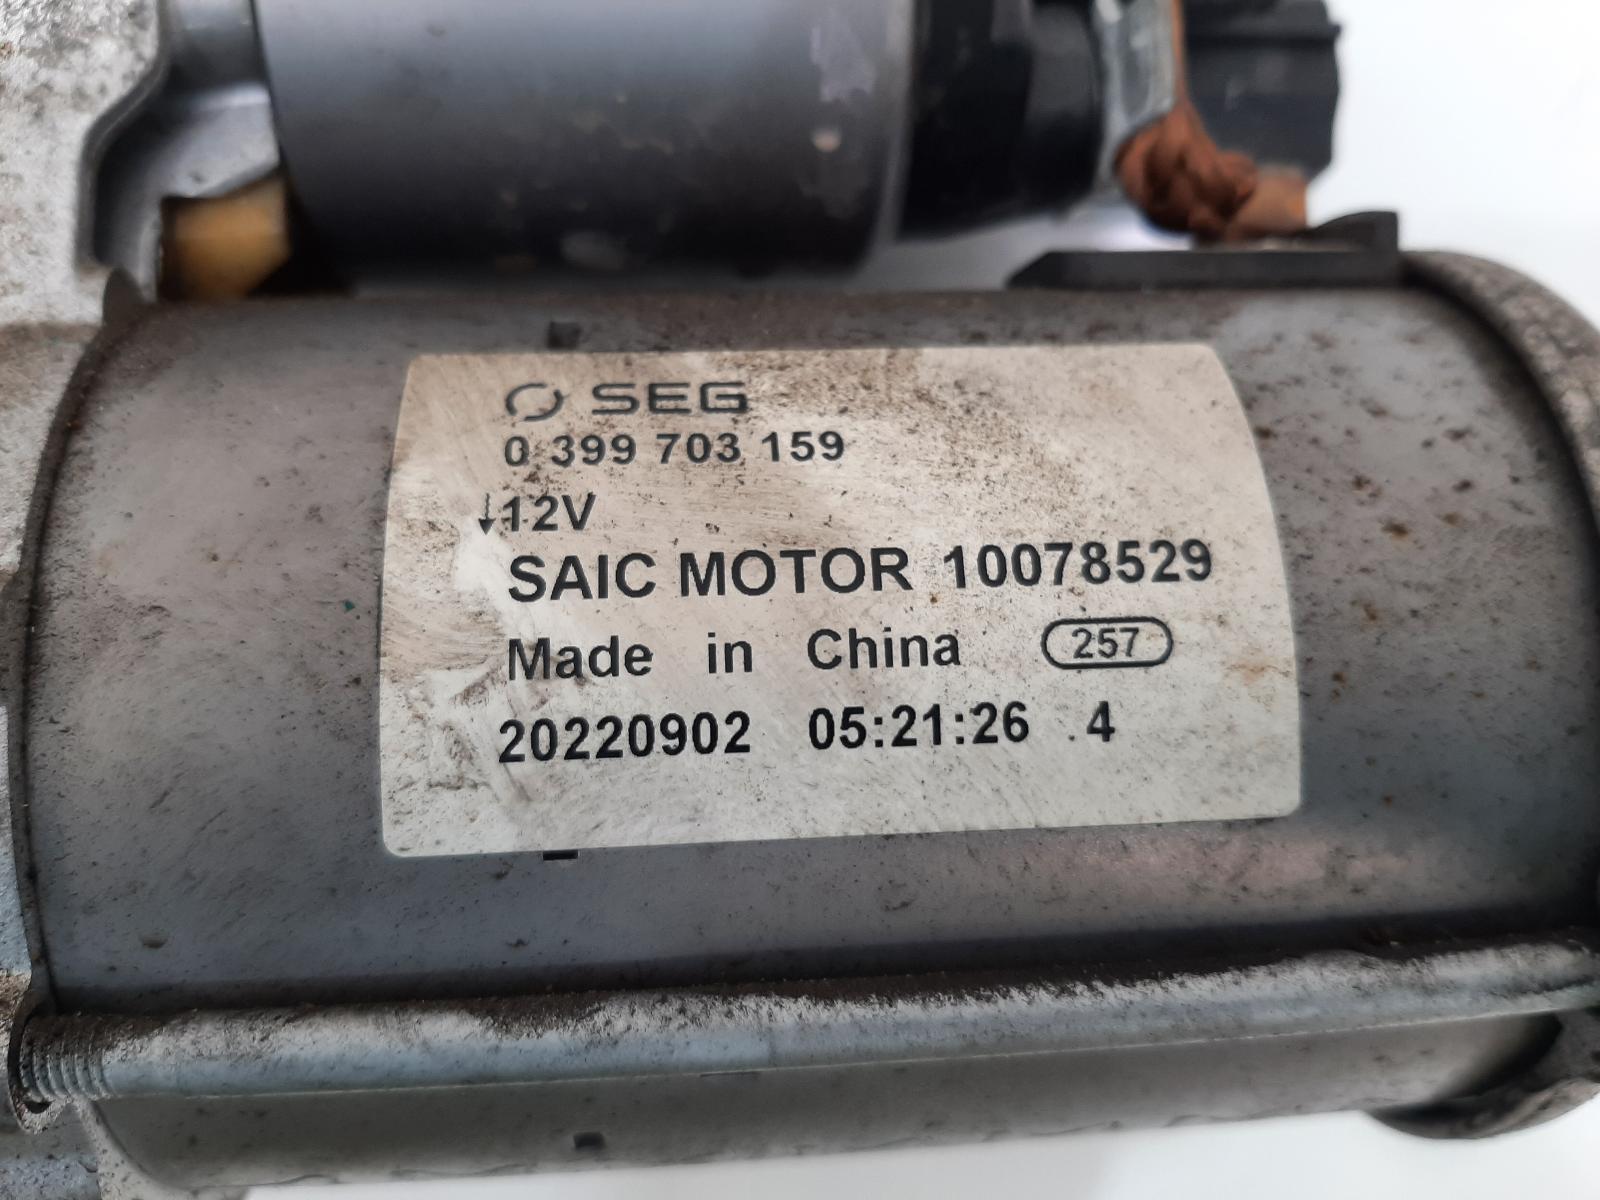 SEG
0 399 703 159
↓12V
SAIC MOTOR 10078529
Made in China 257
20220902 05:21:26 .4